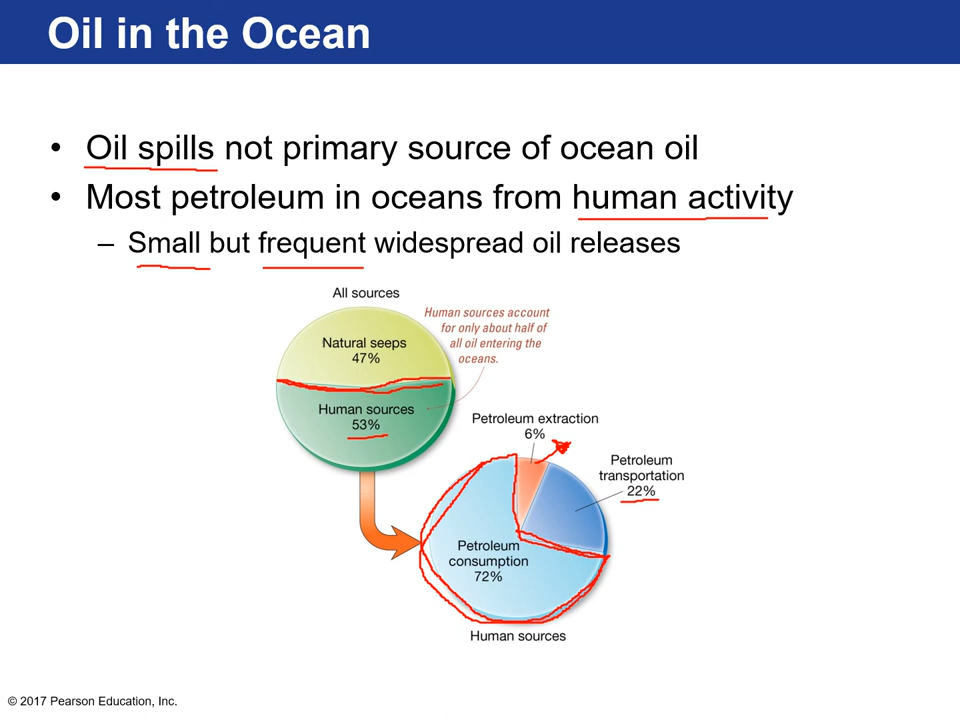 Oil in the Ocean
• Oil spills not primary source of ocean oil
• Most petroleum in oceans from human activity
– Small but frequent widespread oil releases
All sources
Human sources account
for only about half of
all oil entering the
oceans.
Natural seeps
47%
Human sources
53%
Petroleum extraction
6%
Petroleum
transportation
22%
Petroleum
consumption
72%
Human sources
© 2017 Pearson Education, Inc.